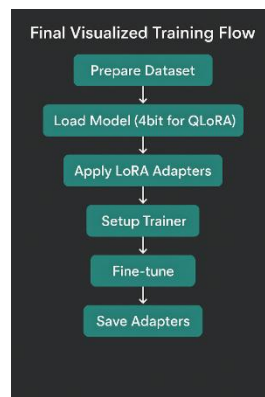 Final Visualized Training Flow
Prepare Dataset
Load Model (4bit for QLoRA)
Apply LoRA Adapters
Setup Trainer
Fine-tune
Save Adapters